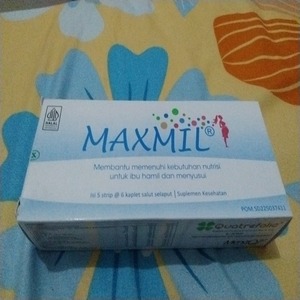 MAXMIL®
Membantu memenuhi kebutuhan nutrisi
untuk ibu hamil dan menyusui
Isi 5 strip @ 6 kaplet salut selaput | Suplemen Kesehatan
Quatrefolic